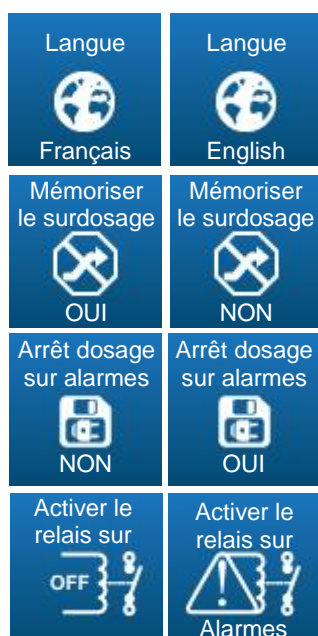 Langue
Français
Langue
English
Mémoriser
le surdosage
OUI
Mémoriser
le surdosage
NON
Arrêt dosage
sur alarmes
NON
Arrêt dosage
sur alarmes
OUI
Activer le
relais sur
OFF
Activer le
relais sur
Alarmes